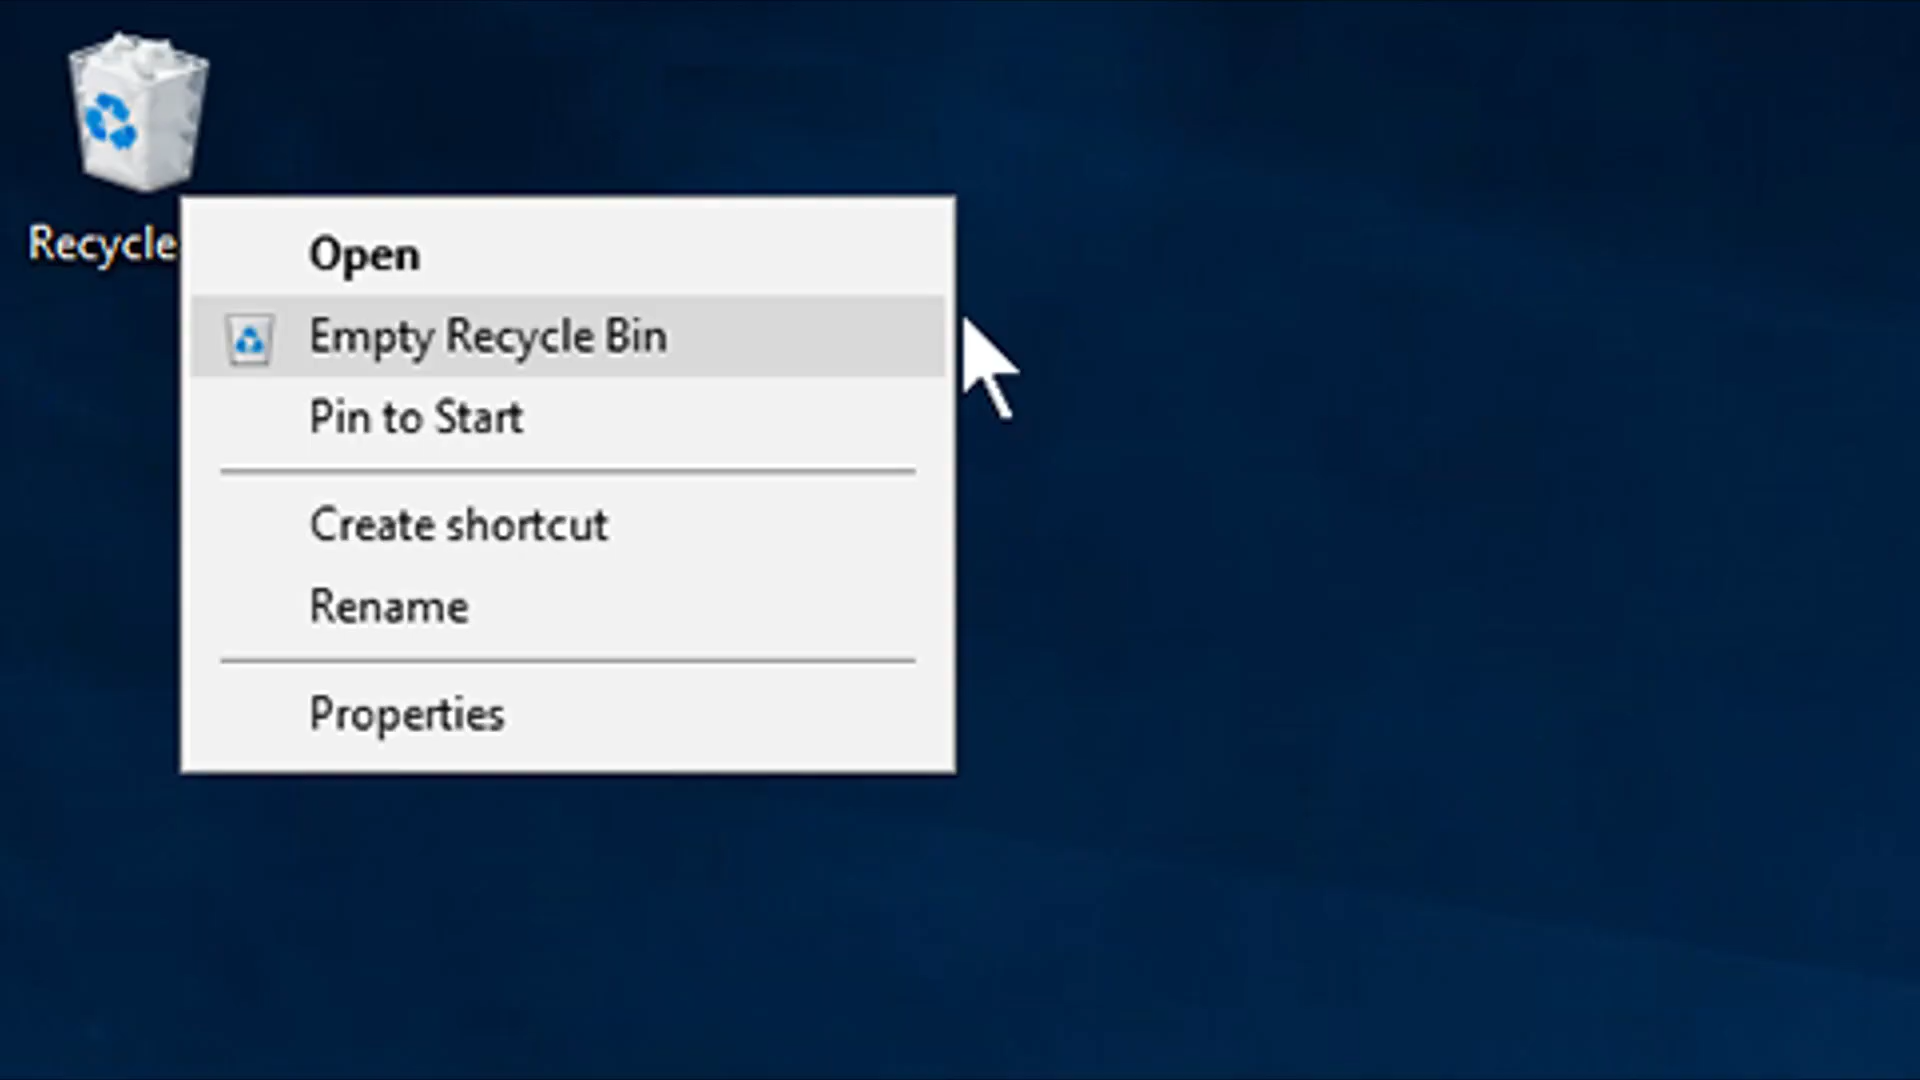 Recycle
Open
Empty Recycle Bin
Pin to Start
Create shortcut
Rename
Properties